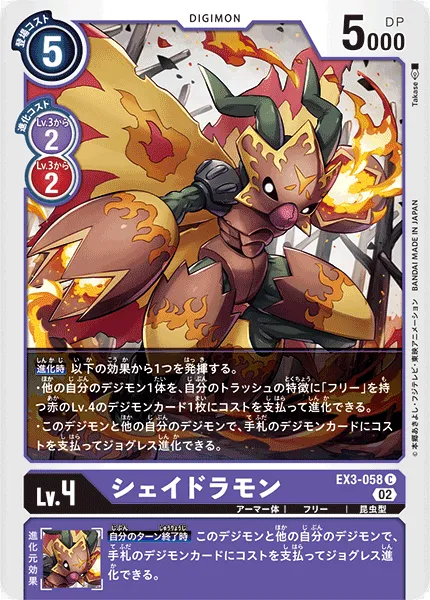 登場コスト
5
DIGIMON
DP
5000
進化コスト
Lv.3から
2
Lv.3から
2
Takase
©本郷あきよし・フジテレビ・東映アニメーション BANDAI MADE IN JAPAN
進化時 以下の効果から1つを発揮する。
・他の自分のデジモン1体を、自分のトラッシュの特徴に「フリー」を持
つ赤のLv.4のデジモンカード1枚にコストを支払って進化できる。
・このデジモンと他の自分のデジモンで、手札のデジモンカードにコス
トを支払ってジョグレス進化できる。
EX3-058 C
02
Lv.4
シェイドラモン
アーマー体 | フリー | 昆虫型
進化元効果
自分のターン終了時 このデジモンと他の自分のデジモンで、
手札のデジモンカードにコストを支払ってジョグレス進
化できる。